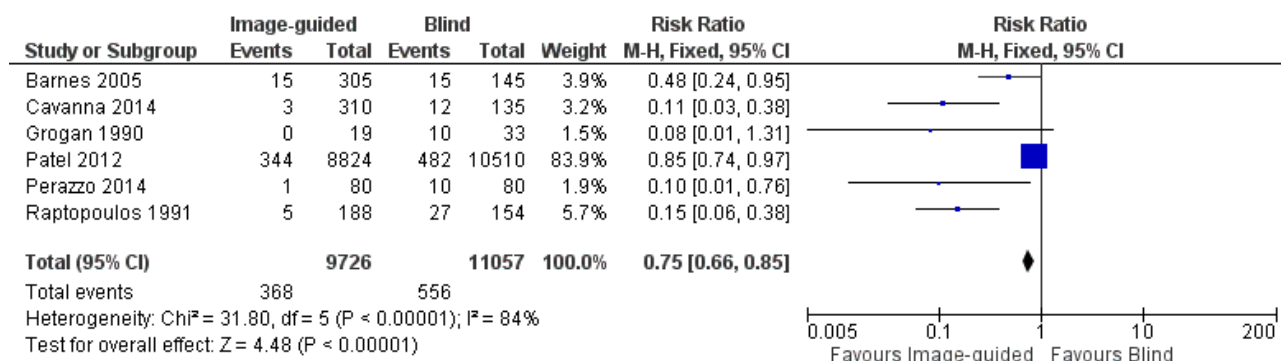 Image-guided Blind Risk Ratio Risk Ratio
Study or Subgroup Events Total Events Total Weight M-H, Fixed, 95% CI M-H, Fixed, 95% CI
Barnes 2005 15 305 15 145 3.9% 0.48 [0.24, 0.95]
Cavanna 2014 3 310 12 135 3.2% 0.11 [0.03, 0.38]
Grogan 1990 0 19 10 33 1.5% 0.08 [0.01, 1.31]
Patel 2012 344 8824 482 10510 83.9% 0.85 [0.74, 0.97]
Perazzo 2014 1 80 10 80 1.9% 0.10 [0.01, 0.76]
Raptopoulos 1991 5 188 27 154 5.7% 0.15 [0.06, 0.38]
Total (95% CI) 9726 11057 100.0% 0.75 [0.66, 0.85]
Total events 368 556
Heterogeneity: Chi² = 31.80, df = 5 (P < 0.00001); I² = 84%
Test for overall effect: Z = 4.48 (P < 0.00001)
0.005 0.1 1 10 200
Favours Image-guided Favours Blind